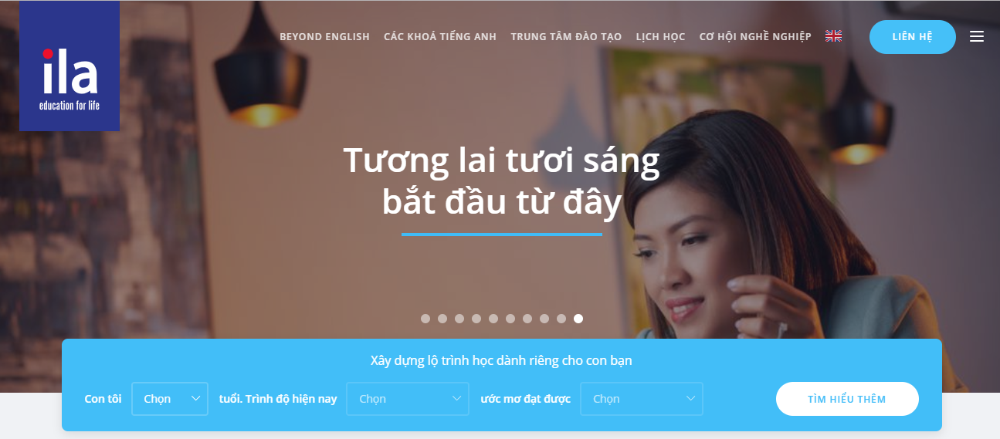 ila
education for life
BEYOND ENGLISH CÁC KHOÁ TIẾNG ANH TRUNG TÂM ĐÀO TẠO LỊCH HỌC CƠ HỘI NGHỀ NGHIỆP LIÊN HỆ
Tương lai tươi sáng
bắt đầu từ đây
Xây dựng lộ trình học dành riêng cho con bạn
Con tôi Chọn tuổi. Trình độ hiện nay Chọn ước mơ đạt được Chọn TÌM HIỂU THÊM